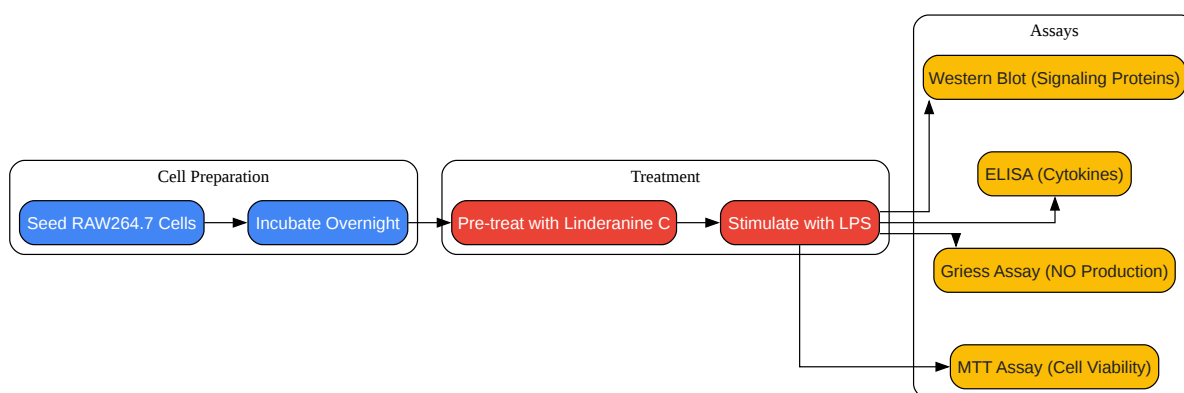 Cell Preparation
Seed RAW264.7 Cells
Incubate Overnight
Treatment
Pre-treat with Linderanine C
Stimulate with LPS
Assays
Western Blot (Signaling Proteins)
ELISA (Cytokines)
Griess Assay (NO Production)
MTT Assay (Cell Viability)